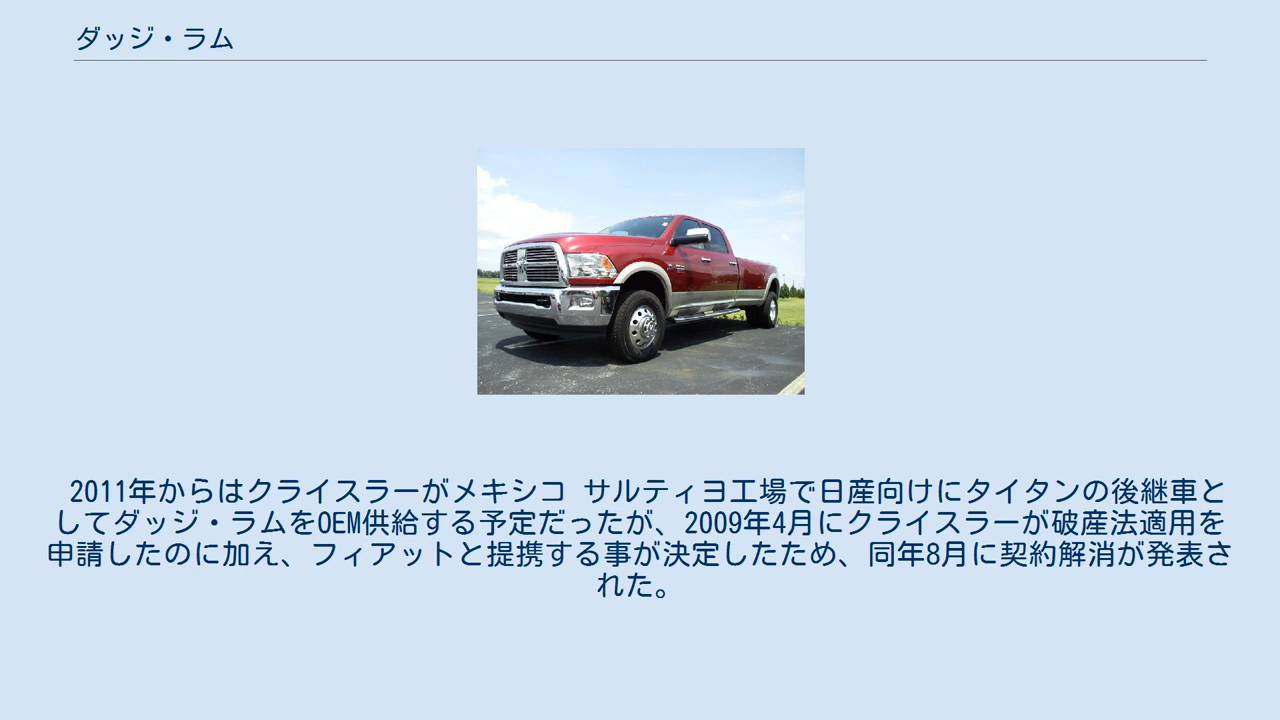 ダッジ・ラム
2011年からはクライスラーがメキシコ サルティヨ工場で日産向けにタイタンの後継車と
してダッジ・ラムをOEM供給する予定だったが、2009年4月にクライスラーが破産法適用を
申請したのに加え、フィアットと提携する事が決定したため、同年8月に契約解消が発表さ
れた。